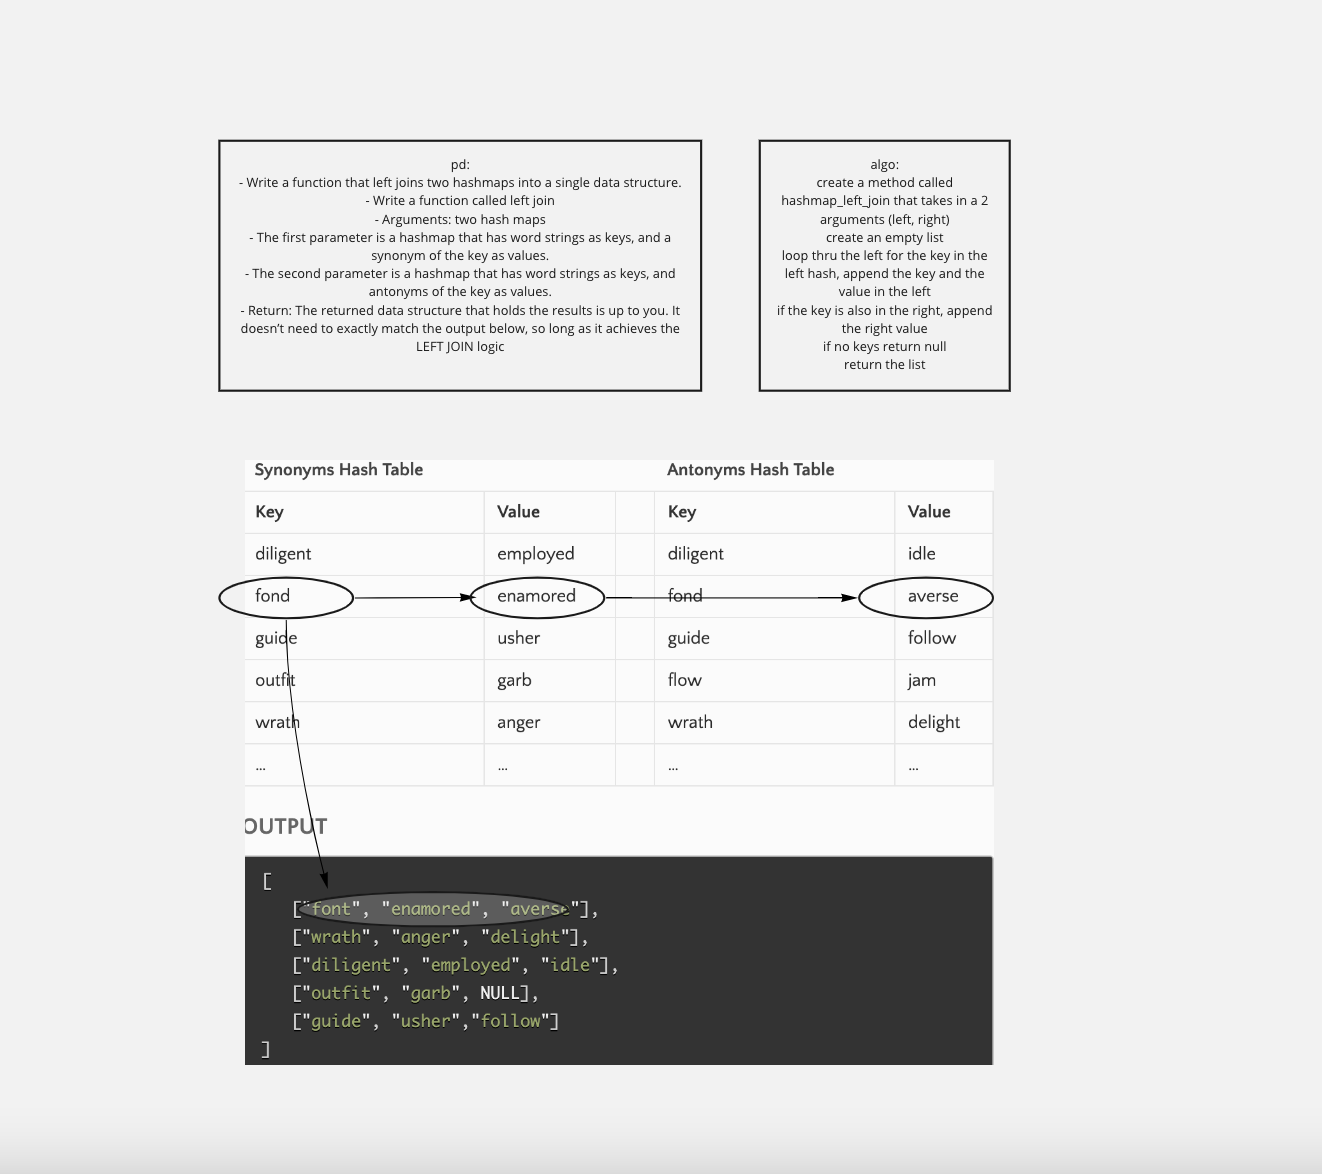 pd:
- Write a function that left joins two hashmaps into a single data structure.
- Write a function called left join
- Arguments: two hash maps
- The first parameter is a hashmap that has word strings as keys, and a
synonym of the key as values.
- The second parameter is a hashmap that has word strings as keys, and
antonyms of the key as values.
- Return: The returned data structure that holds the results is up to you. It
doesn’t need to exactly match the output below, so long as it achieves the
LEFT JOIN logic
algo:
create a method called
hashmap_left_join that takes in a 2
arguments (left, right)
create an empty list
loop thru the left for the key in the
left hash, append the key and the
value in the left
if the key is also in the right, append
the right value
if no keys return null
return the list
Synonyms Hash Table Antonyms Hash Table
Key Value Key Value
diligent employed diligent idle
fond enamored fond averse
guide usher guide follow
outfit garb flow jam
wrath anger wrath delight
... ... ... ...
OUTPUT
[
["font", "enamored", "averse"],
["wrath", "anger", "delight"],
["diligent", "employed", "idle"],
["outfit", "garb", NULL],
["guide", "usher","follow"]
]